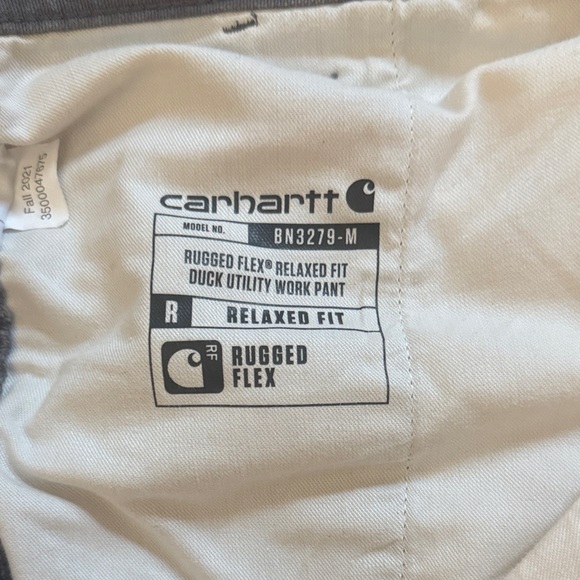 Fall 2021
3500047675
carhartt
MODEL NO. BN3279-M
RUGGED FLEX® RELAXED FIT
DUCK UTILITY WORK PANT
R RELAXED FIT
RF
RUGGED
FLEX